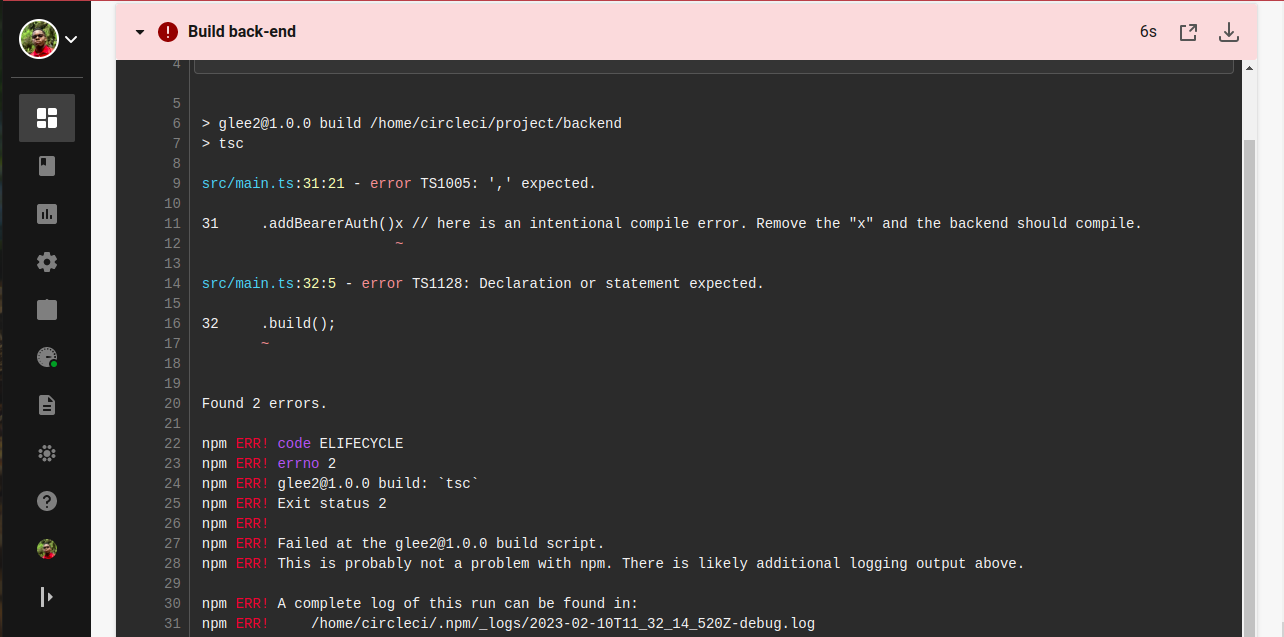 Build back-end
6s
4
5
6 > glee2@1.0.0 build /home/circleci/project/backend
7 > tsc
8
9 src/main.ts:31:21 - error TS1005: ',' expected.
10
11 31     .addBearerAuth()x // here is an intentional compile error. Remove the "x" and the backend should compile.
12                        ~
13
14 src/main.ts:32:5 - error TS1128: Declaration or statement expected.
15
16 32     .build();
17        ~
18
19
20 Found 2 errors.
21
22 npm ERR! code ELIFECYCLE
23 npm ERR! errno 2
24 npm ERR! glee2@1.0.0 build: `tsc`
25 npm ERR! Exit status 2
26 npm ERR!
27 npm ERR! Failed at the glee2@1.0.0 build script.
28 npm ERR! This is probably not a problem with npm. There is likely additional logging output above.
29
30 npm ERR! A complete log of this run can be found in:
31 npm ERR!     /home/circleci/.npm/_logs/2023-02-10T11_32_14_520Z-debug.log